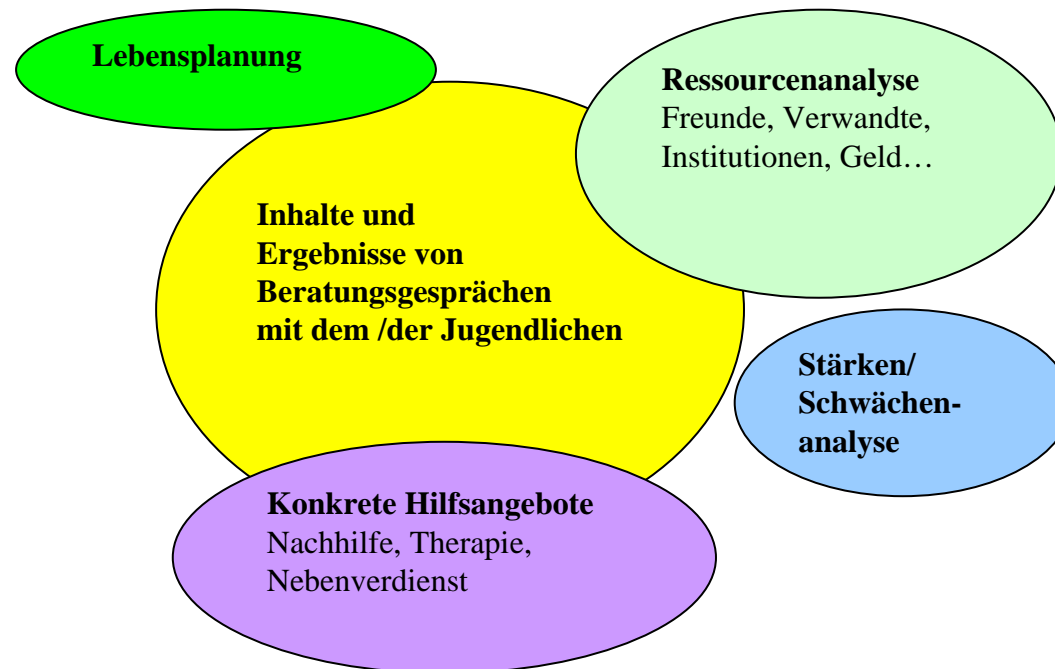 Lebensplanung
Ressourcenanalyse
Freunde, Verwandte,
Institutionen, Geld…
Inhalte und
Ergebnisse von
Beratungsgesprächen
mit dem /der Jugendlichen
Stärken/
Schwächen-
analyse
Konkrete Hilfsangebote
Nachhilfe, Therapie,
Nebenverdienst